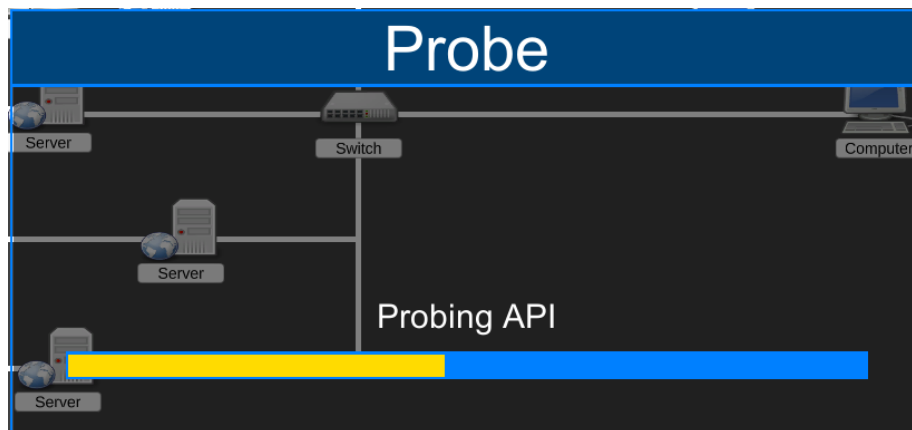 Probe
Server
Switch
Computer
Server
Probing API
Server